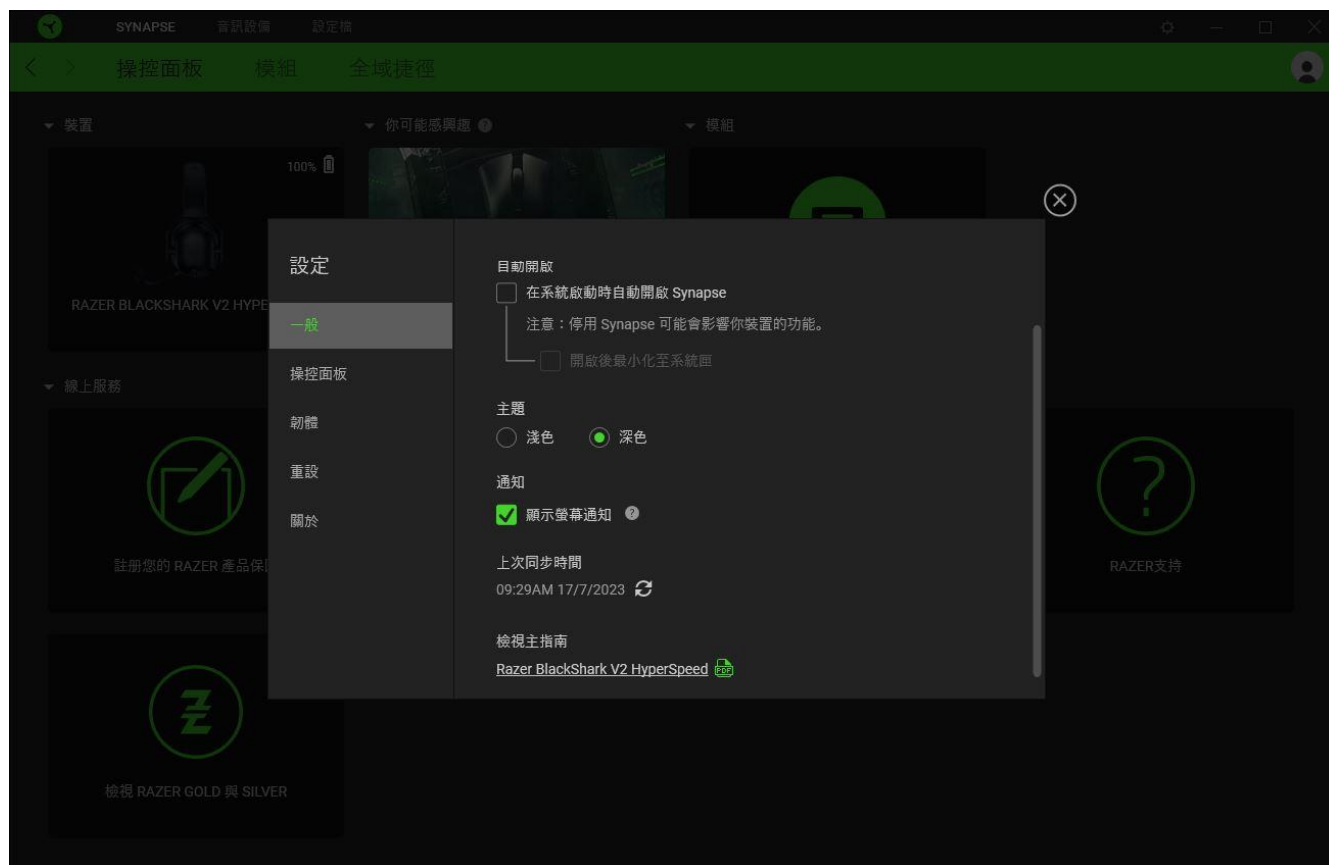 SYNAPSE 音訊設備 設定檔
操控面板 模組 全域捷徑
裝置 你可能感興趣 ? 模組
100%
RAZER BLACKSHARK V2 HYPE
設定
一般
操控面板
韌體
重設
關於
自動開啟
在系統啟動時自動開啟 Synapse
注意：停用 Synapse 可能會影響你裝置的功能。
開啟後最小化至系統匣
主題
淺色 深色
通知
顯示螢幕通知 ?
上次同步時間
09:29AM 17/7/2023
檢視主指南
Razer BlackShark V2 HyperSpeed PDF
線上服務
註册您的 RAZER 產品保
RAZER支持
檢視 RAZER GOLD 與 SILVER